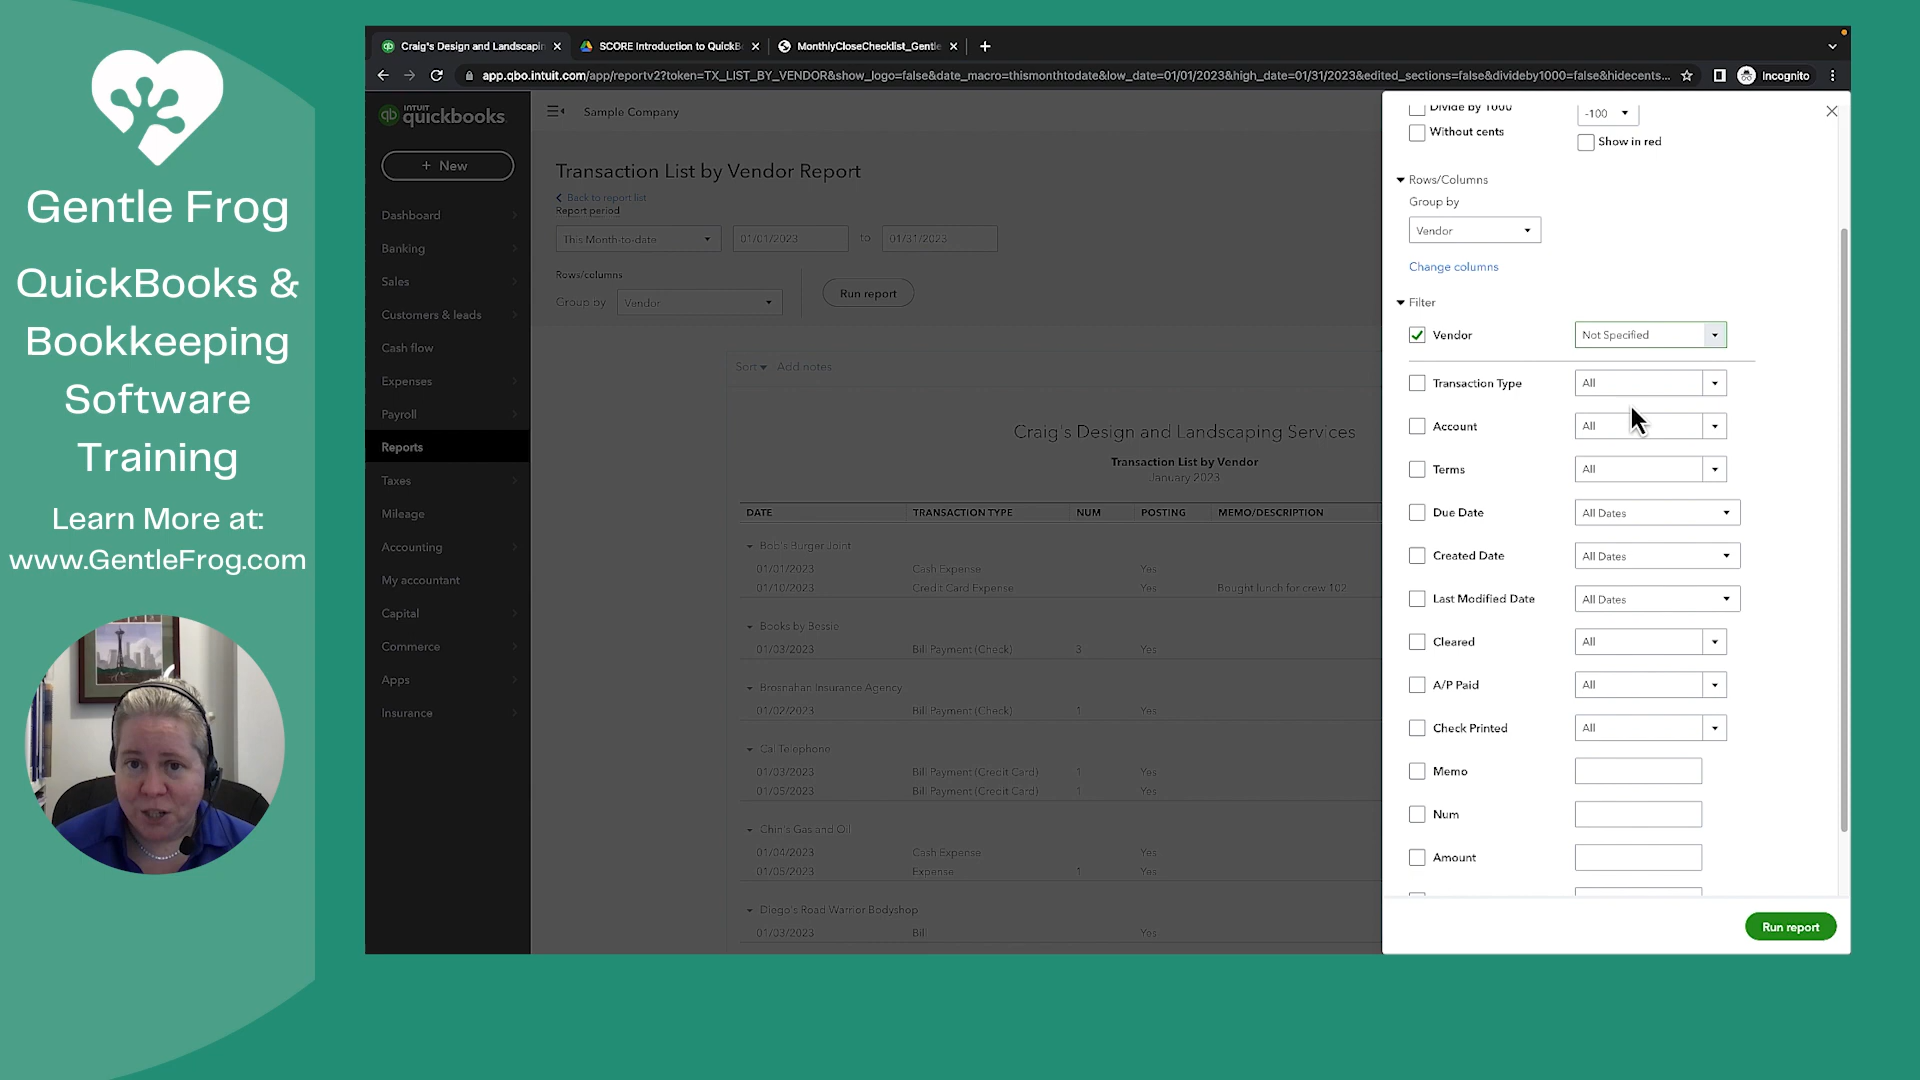 Gentle Frog
QuickBooks &
Bookkeeping
Software
Training
Learn More at:
www.GentleFrog.com
Craig's Design and Landscapin
SCORE Introduction to QuickB
MonthlyCloseChecklist_Gentle
app.qbo.intuit.com/app/reportv2?token=TX_LIST_BY_VENDOR&show_logo=false&date_macro=thismonthtodate&low_date=01/01/2023&high_date=01/31/2023&edited_sections=false&divideby1000=false&hidecents...
Incognito
INTUIT
quickbooks.
Sample Company
+ New
Dashboard
Banking
Sales
Customers & leads
Cash flow
Expenses
Payroll
Reports
Taxes
Mileage
Accounting
My accountant
Capital
Commerce
Apps
Insurance
Transaction List by Vendor Report
Back to report list
Report period
This Month-to-date
01/01/2023
to
01/31/2023
Rows/columns
Group by
Vendor
Run report
Sort
Add notes
Craig's Design and Landscaping Services
Transaction List by Vendor
January 2023
DATE TRANSACTION TYPE NUM POSTING MEMO/DESCRIPTION
Bob's Burger Joint
01/01/2023 Cash Expense Yes
01/10/2023 Credit Card Expense Yes Bought lunch for crew 102
Books by Bessie
01/03/2023 Bill Payment (Check) 3 Yes
Brosnahan Insurance Agency
01/02/2023 Bill Payment (Check) 1 Yes
Cal Telephone
01/03/2023 Bill Payment (Credit Card) 1 Yes
01/05/2023 Bill Payment (Credit Card) 1 Yes
Chin's Gas and Oil
01/04/2023 Cash Expense Yes
01/05/2023 Expense 1 Yes
Diego's Road Warrior Bodyshop
01/03/2023 Bill Yes
Divide by 1000
-100
Without cents
Show in red
Rows/Columns
Group by
Vendor
Change columns
Filter
Vendor Not Specified
Transaction Type All
Account All
Terms All
Due Date All Dates
Created Date All Dates
Last Modified Date All Dates
Cleared All
A/P Paid All
Check Printed All
Memo
Num
Amount
Run report